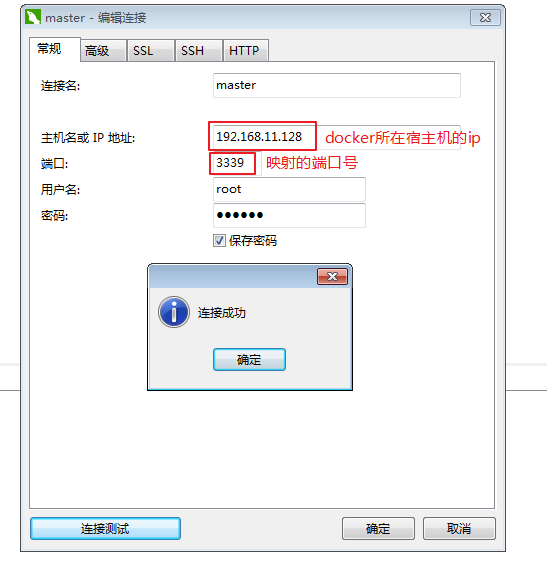 master - 编辑连接
常规 高级 SSL SSH HTTP
连接名: master
主机名或 IP 地址: 192.168.11.128 docker所在宿主机的ip
端口: 3339 映射的端口号
用户名: root
密码: ●●●●●●
保存密码
连接成功
确定
连接测试 确定 取消